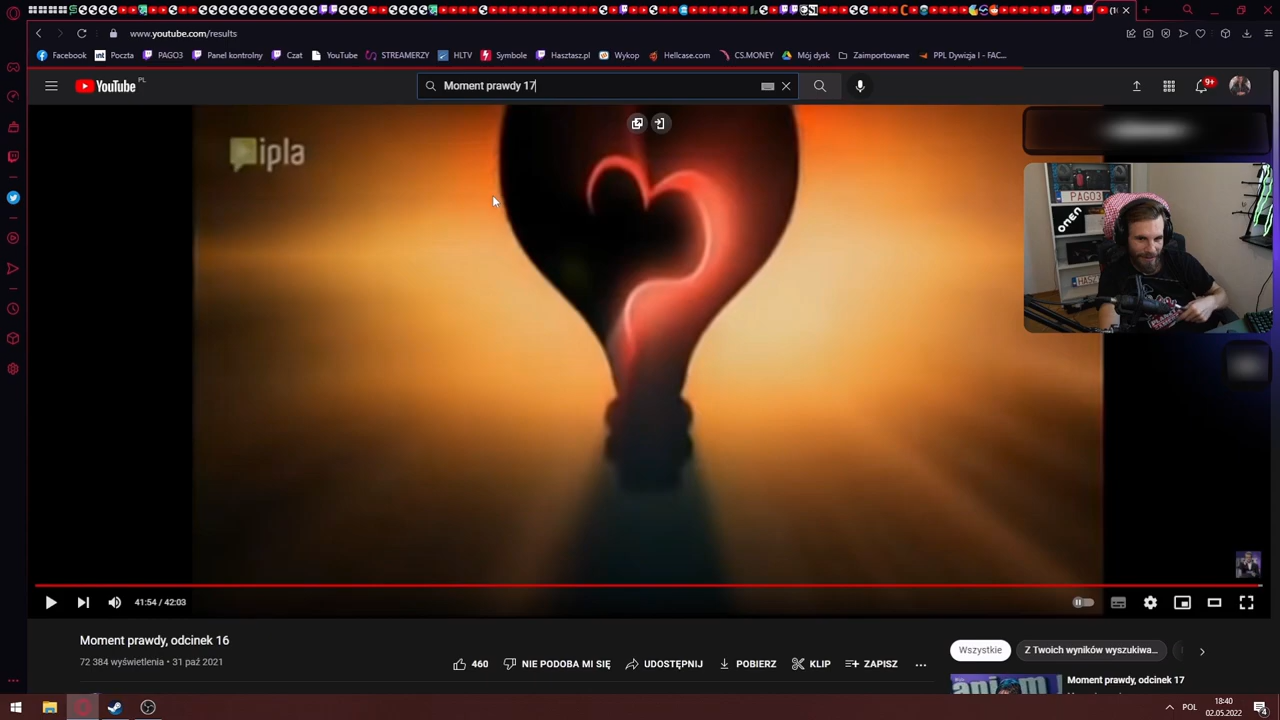 www.youtube.com/results
Facebook
Poczta
PAGO3
Panel kontrolny
Czat
YouTube
STREAMERZY
HLTV
Symbole
Hasztasz.pl
Wykop
Hellcase.com
CS.MONEY
Mój dysk
Zaimportowane
PPL Dywizja I - FAC...
YouTube PL
Moment prawdy 17
9+
ipla
PAGO3
41:54 / 42:03
Moment prawdy, odcinek 16
72 384 wyświetlenia • 31 paź 2021
460
NIE PODOBA MI SIĘ
UDOSTĘPNIJ
POBIERZ
KLIP
ZAPISZ
Wszystkie
Z Twoich wyników wyszukiwa...
Moment prawdy, odcinek 17
POL
18:40
02.05.2022
4